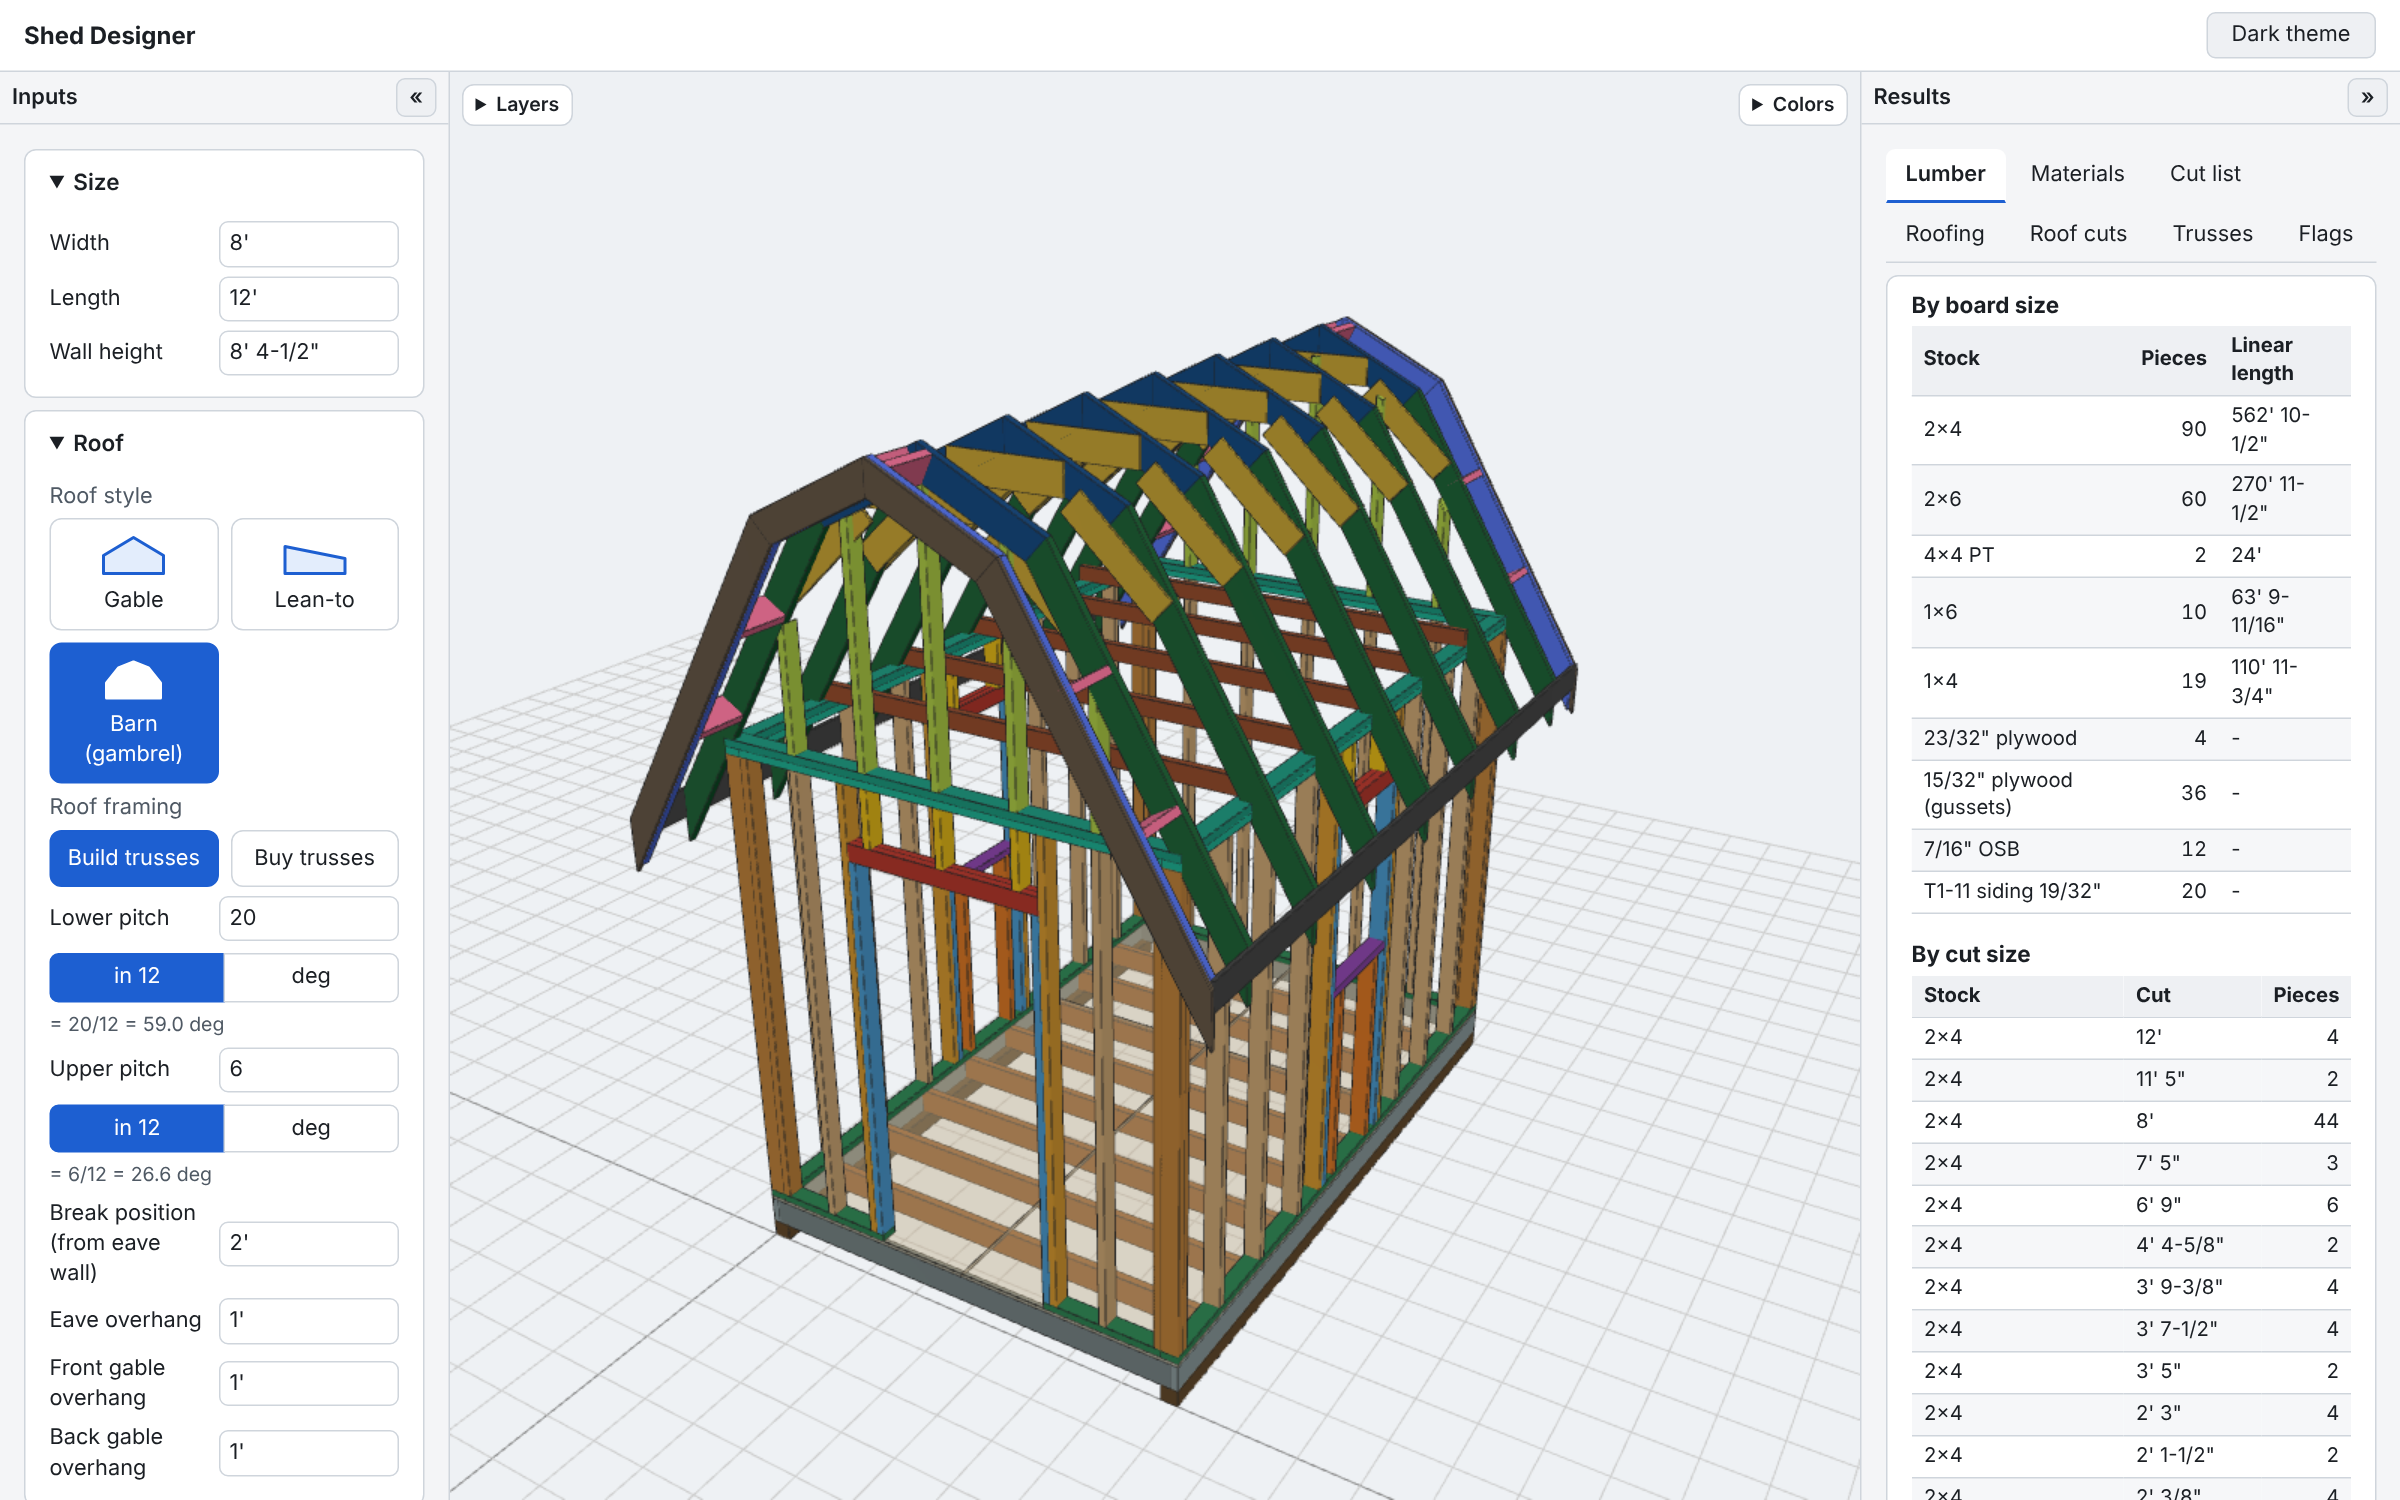 Shed Designer
Dark theme
Inputs
«
▶ Layers
▶ Colors
Results
»
▼ Size
Width
8'
Length
12'
Wall height
8' 4-1/2"
▼ Roof
Roof style
Gable
Lean-to
Barn
(gambrel)
Roof framing
Build trusses
Buy trusses
Lower pitch
20
in 12
deg
= 20/12 = 59.0 deg
Upper pitch
6
in 12
deg
= 6/12 = 26.6 deg
Break position
(from eave
wall)
2'
Eave overhang
1'
Front gable
overhang
1'
Back gable
overhang
1'
Lumber
Materials
Cut list
Roofing
Roof cuts
Trusses
Flags
By board size
Stock Pieces Linear
length
2×4 90 562' 10-
1/2"
2×6 60 270' 11-
1/2"
4×4 PT 2 24'
1×6 10 63' 9-
11/16"
1×4 19 110' 11-
3/4"
23/32" plywood 4 -
15/32" plywood
(gussets) 36 -
7/16" OSB 12 -
T1-11 siding 19/32" 20 -
By cut size
Stock Cut Pieces
2×4 12' 4
2×4 11' 5" 2
2×4 8' 44
2×4 7' 5" 3
2×4 6' 9" 6
2×4 4' 4-5/8" 2
2×4 3' 9-3/8" 4
2×4 3' 7-1/2" 4
2×4 3' 5" 2
2×4 2' 3" 4
2×4 2' 1-1/2" 2
2×4 2' 3/8" 4